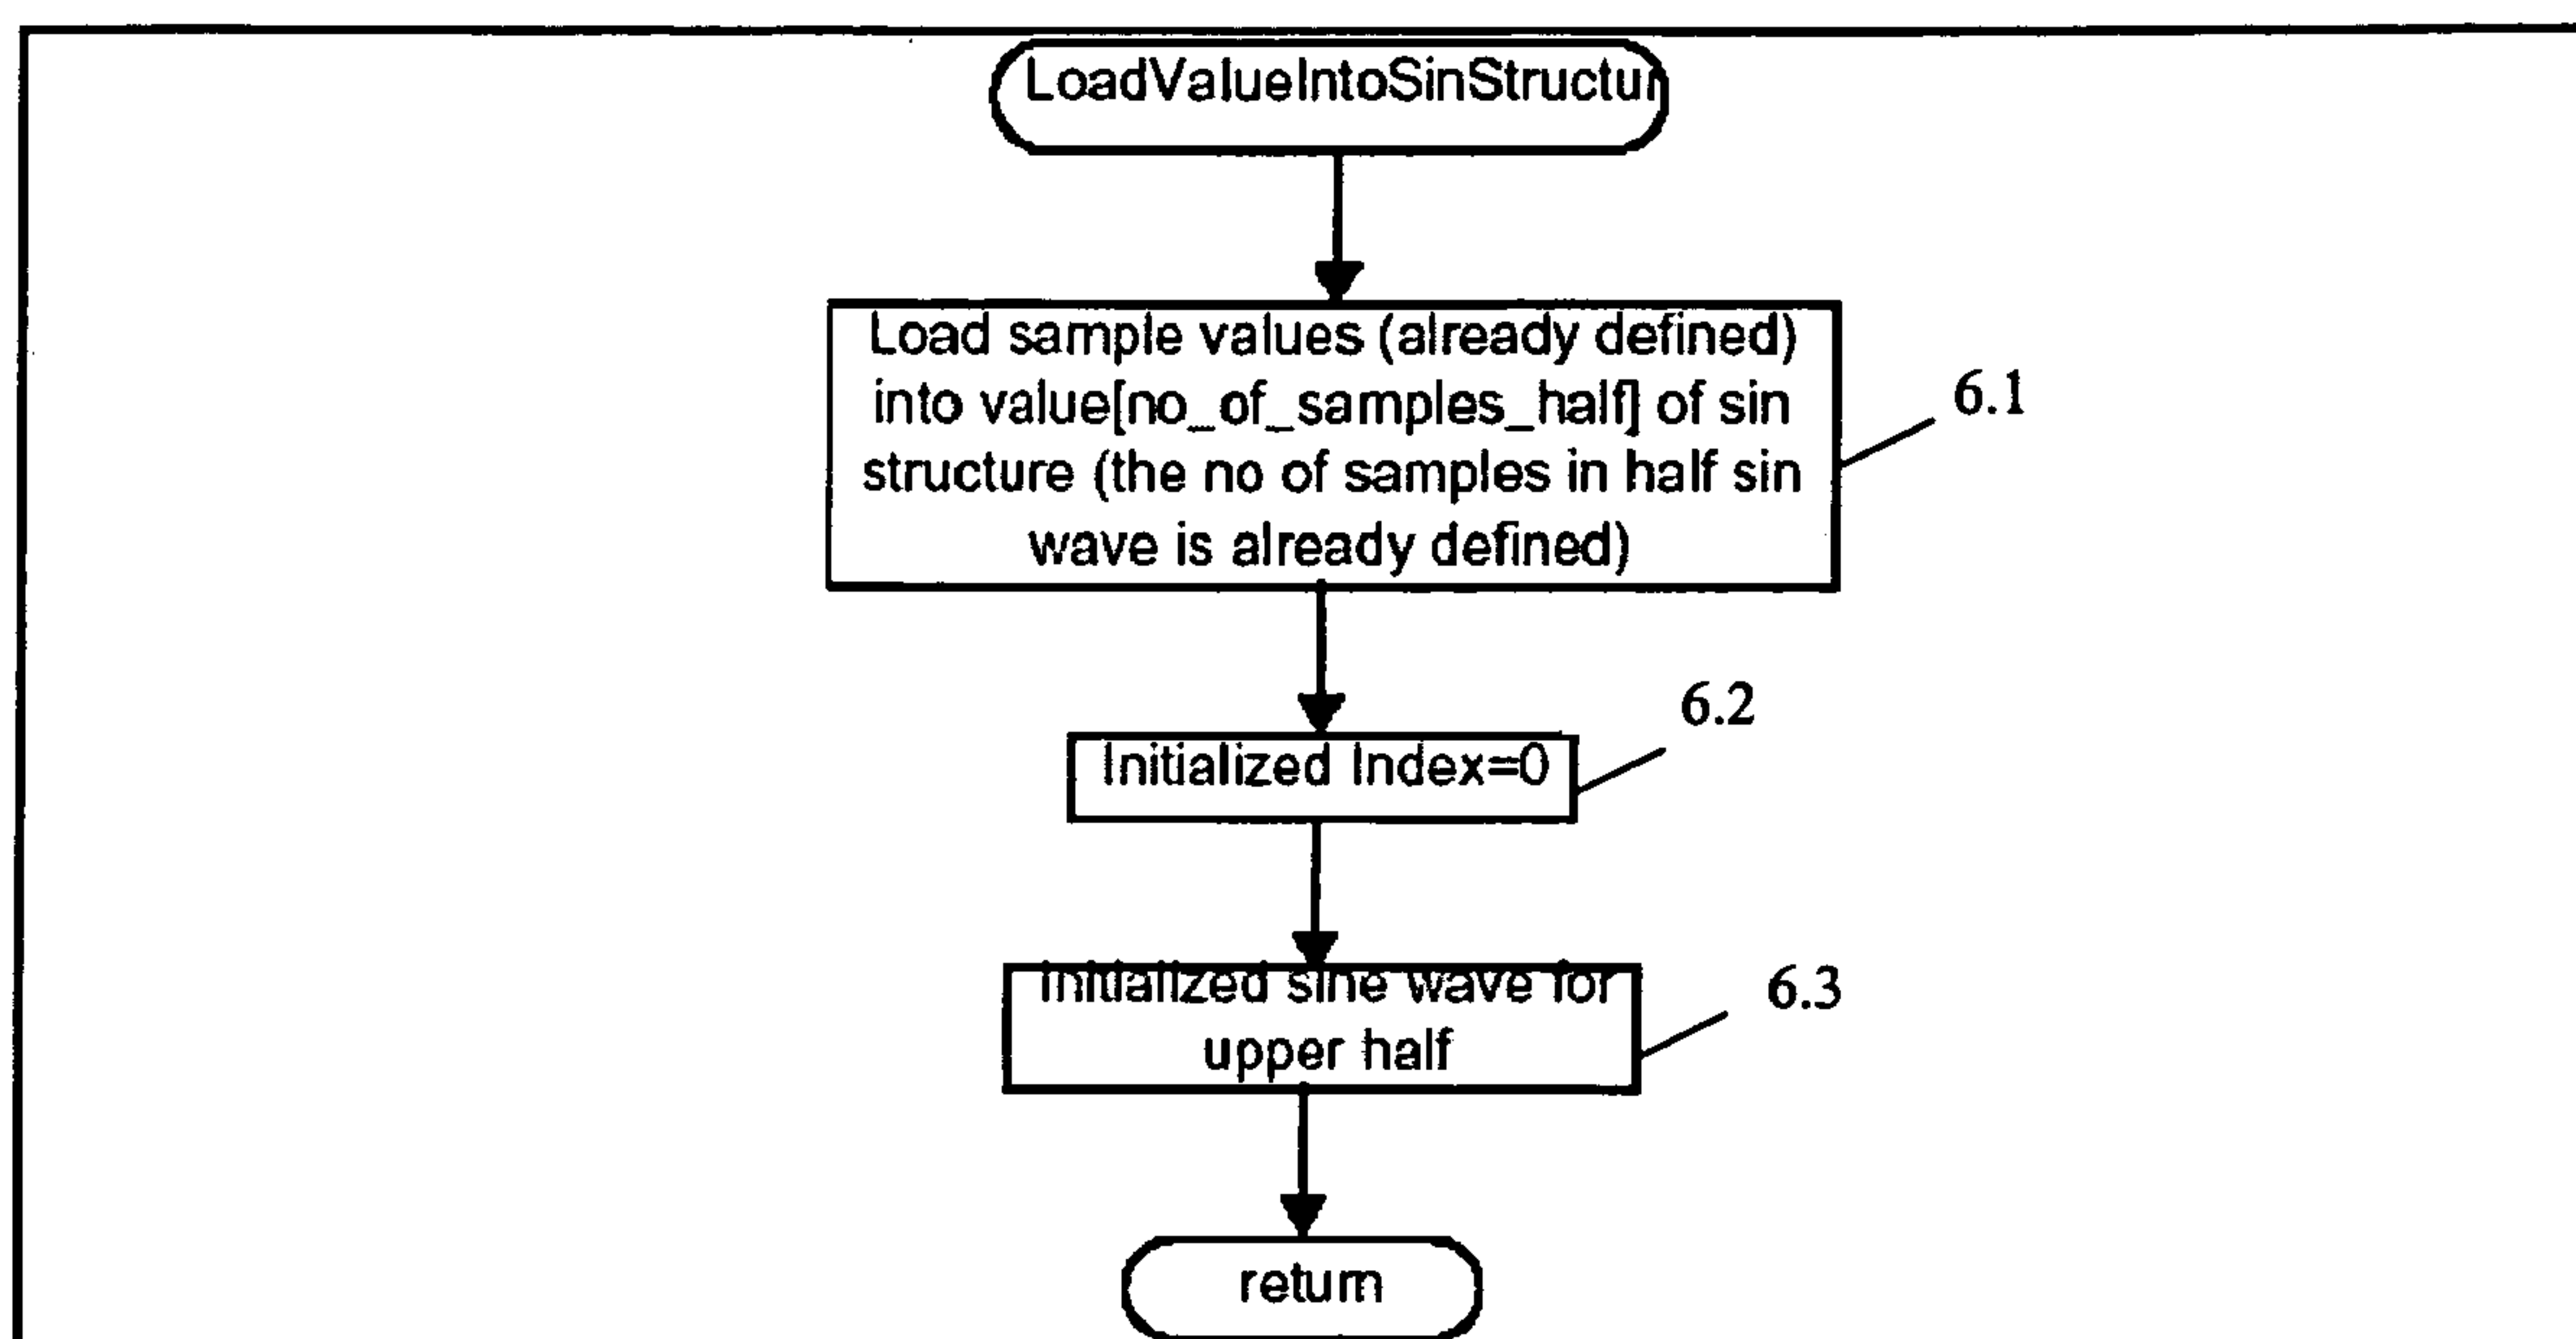 LoadValueIntoSinStructur
Load sample values (already defined)
into value[no_of_samples_half] of sin
structure (the no of samples in half sin
wave is already defined)
6.1
Initialized Index=0
6.2
Initialized sine wave for
upper half
6.3
return